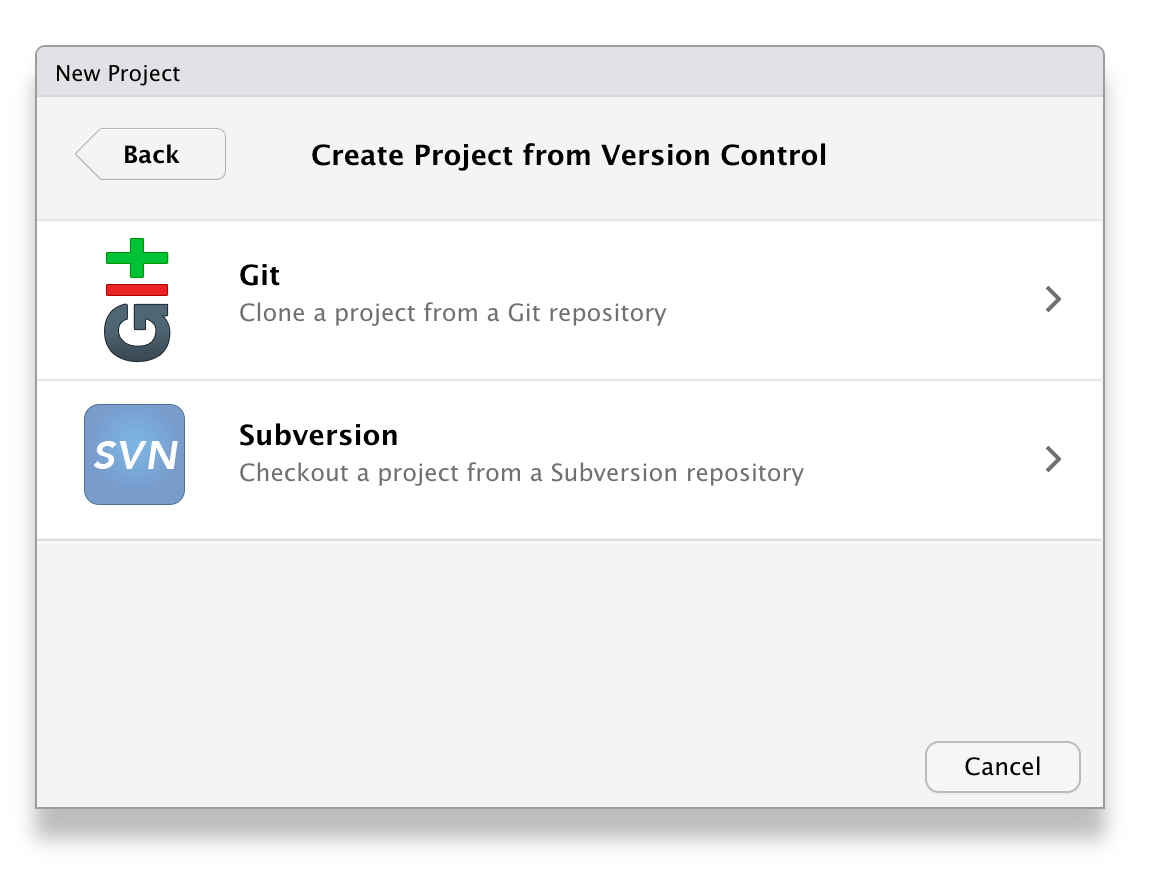 New Project
Back
Create Project from Version Control
Git
Git
Clone a project from a Git repository
SVN
Subversion
Checkout a project from a Subversion repository
Cancel